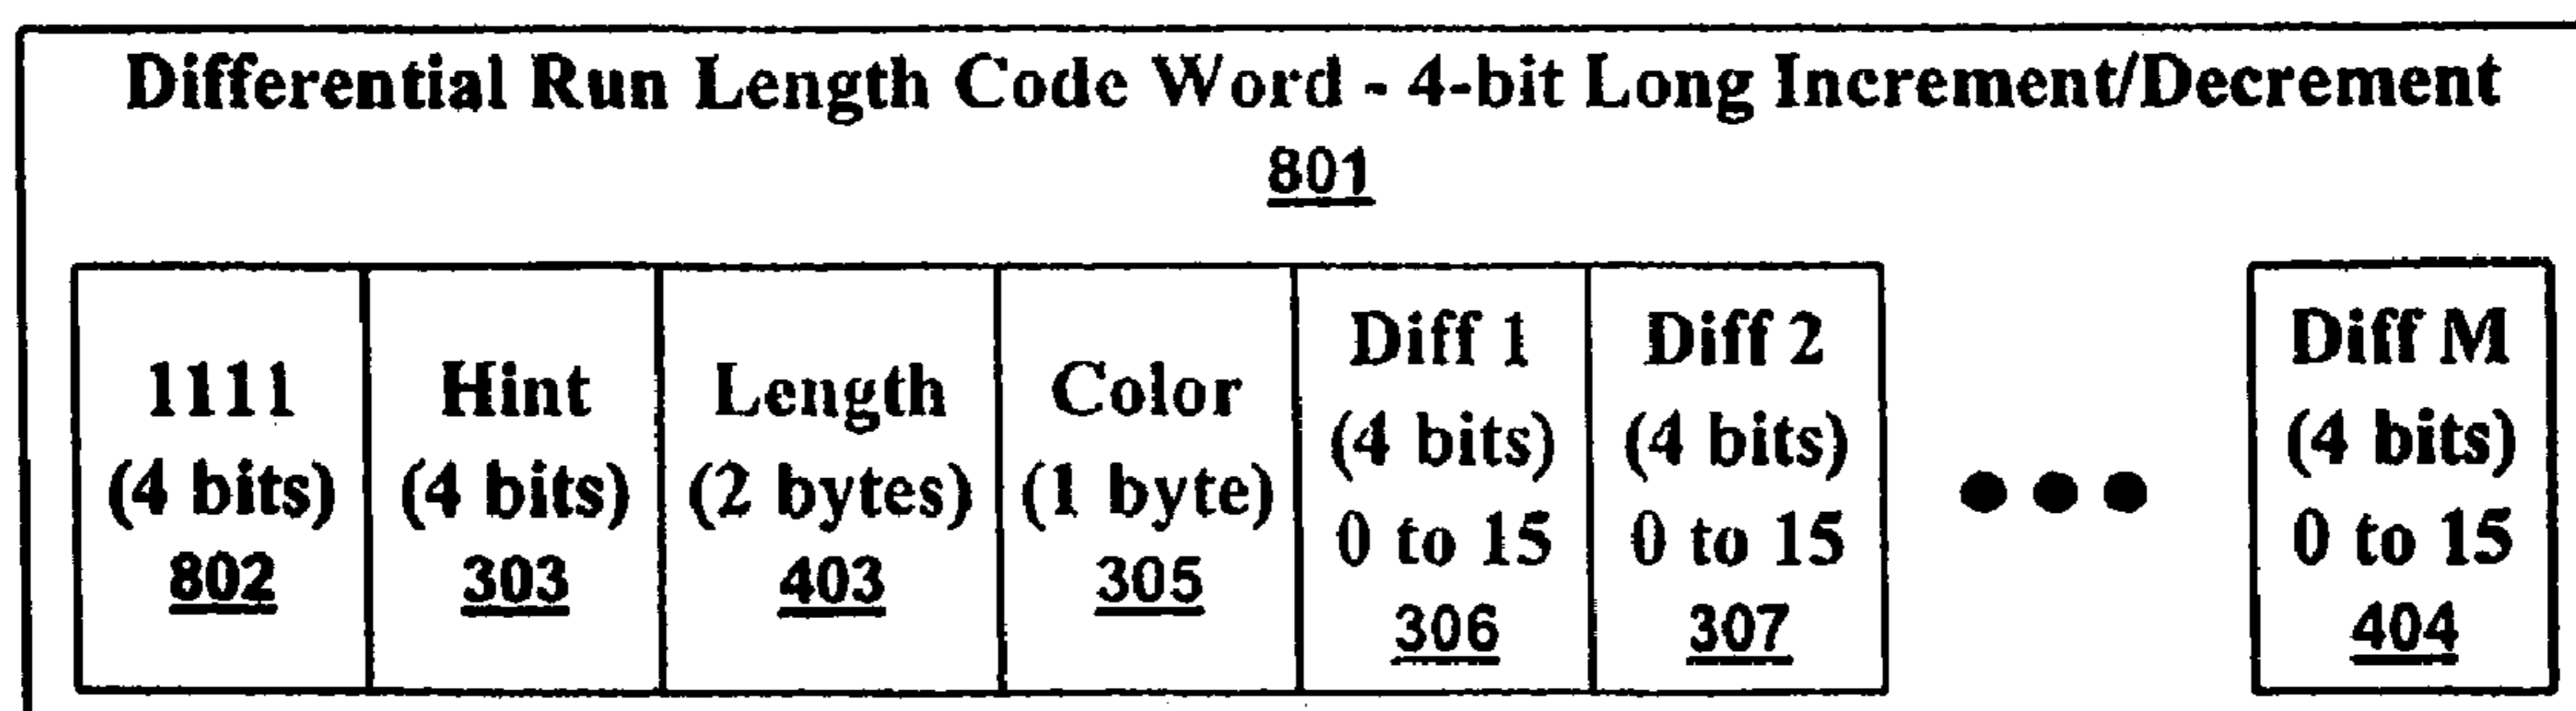 Differential Run Length Code Word - 4-bit Long Increment/Decrement
801
1111
(4 bits)
802
Hint
(4 bits)
303
Length
(2 bytes)
403
Color
(1 byte)
305
Diff 1
(4 bits)
0 to 15
306
Diff 2
(4 bits)
0 to 15
307
Diff M
(4 bits)
0 to 15
404